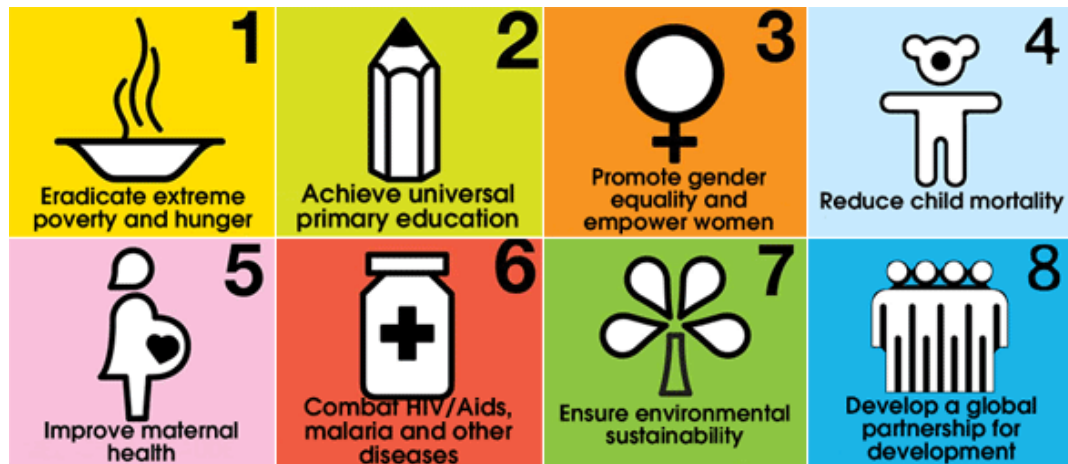 1
Eradicate extreme
poverty and hunger
2
Achieve universal
primary education
3
Promote gender
equality and
empower women
4
Reduce child mortality
5
Improve maternal
health
6
Combat HIV/Aids,
malaria and other
diseases
7
Ensure environmental
sustainability
8
Develop a global
partnership for
development